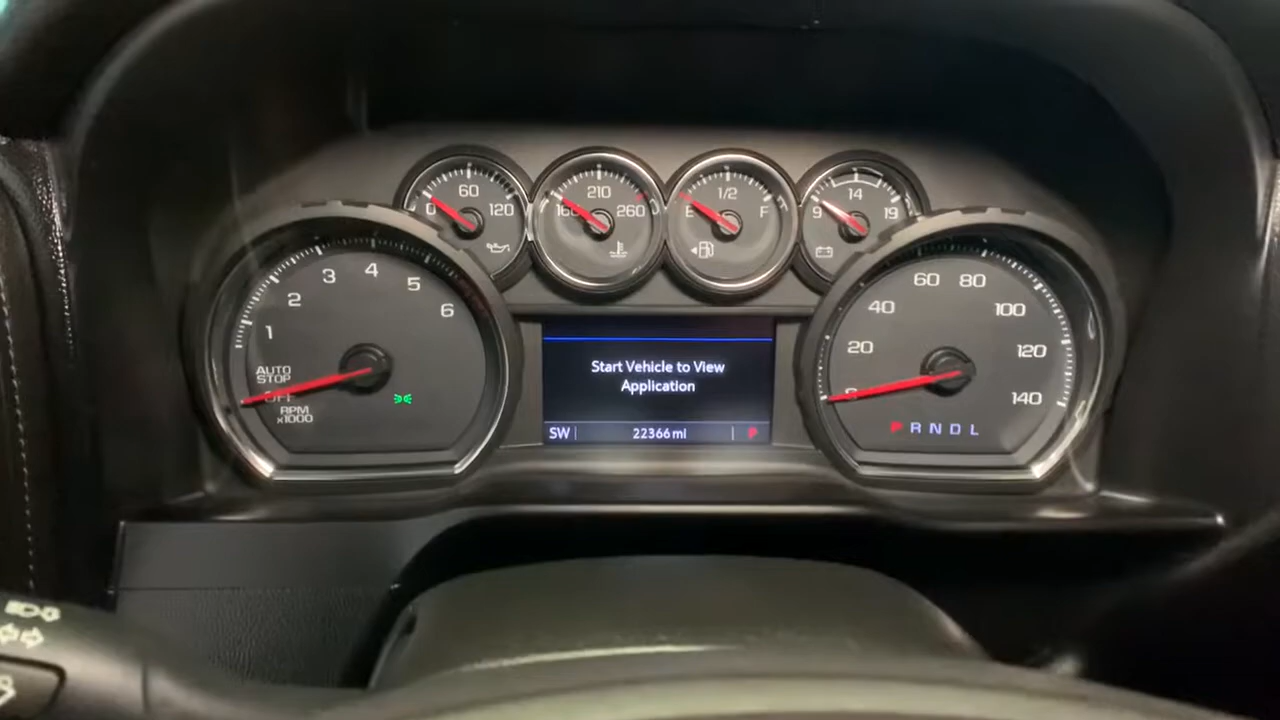 60
0 120
210
160 260
1/2
E F
14
9 19
1 2 3 4 5 6
AUTO
STOP
OFF
RPM
x1000
Start Vehicle to View
Application
SW 22366 mi P
0 20 40 60 80 100 120 140
P R N D L